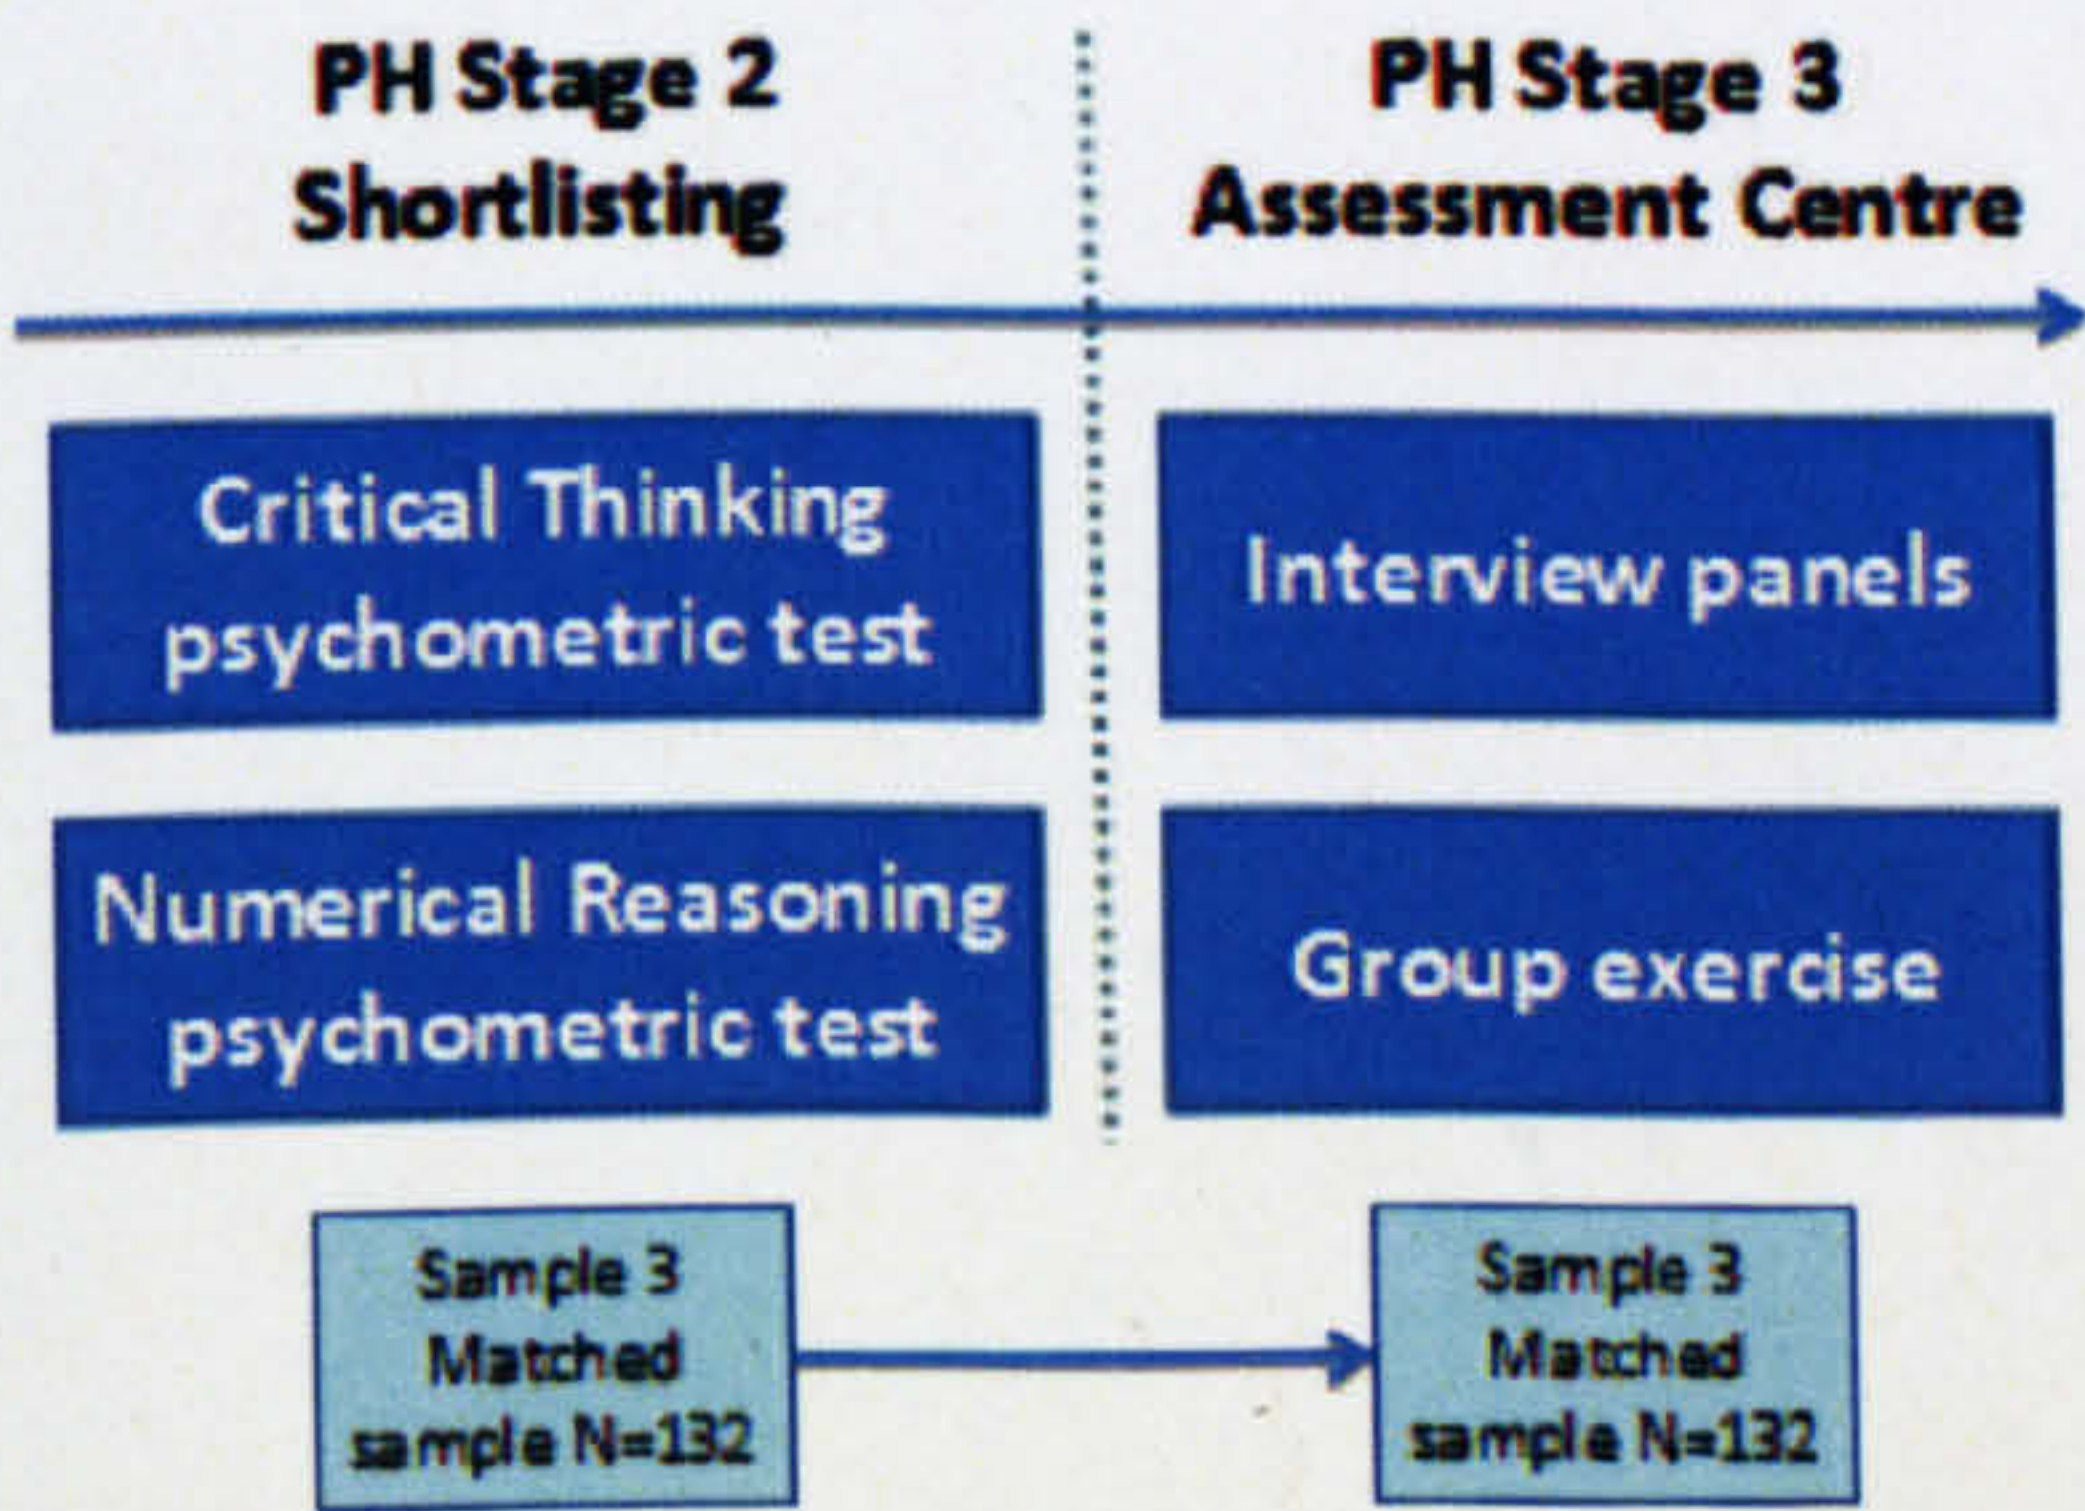 PH Stage 2
Shortlisting
PH Stage 3
Assessment Centre
Critical Thinking
psychometric test
Interview panels
Numerical Reasoning
psychometric test
Group exercise
Sample 3
Matched
sample N=132
Sample 3
Matched
sample N=132